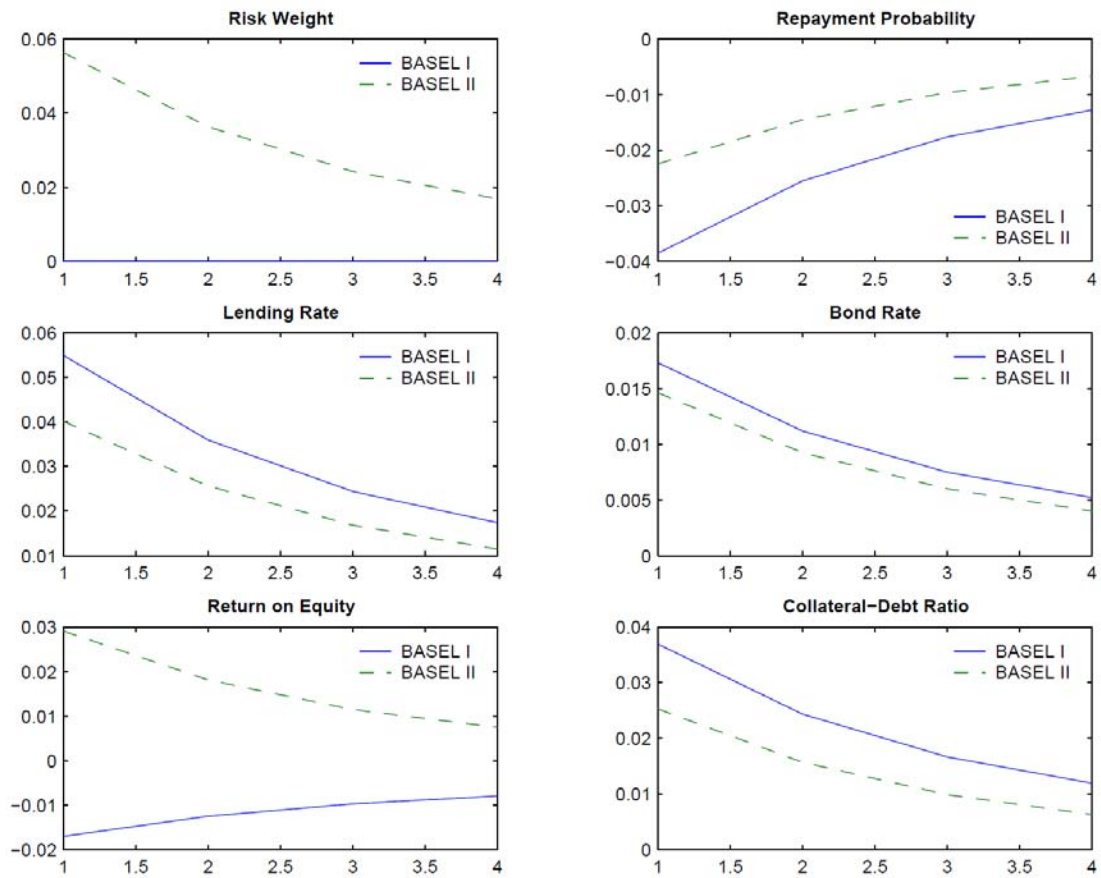 Risk Weight
0.06
0.04
0.02
0
1 1.5 2 2.5 3 3.5 4
BASEL I
BASEL II
Repayment Probability
0
−0.01
−0.02
−0.03
−0.04
1 1.5 2 2.5 3 3.5 4
BASEL I
BASEL II
Lending Rate
0.06
0.05
0.04
0.03
0.02
0.01
1 1.5 2 2.5 3 3.5 4
BASEL I
BASEL II
Bond Rate
0.02
0.015
0.01
0.005
0
1 1.5 2 2.5 3 3.5 4
BASEL I
BASEL II
Return on Equity
0.03
0.02
0.01
0
−0.01
−0.02
1 1.5 2 2.5 3 3.5 4
BASEL I
BASEL II
Collateral−Debt Ratio
0.04
0.03
0.02
0.01
0
1 1.5 2 2.5 3 3.5 4
BASEL I
BASEL II